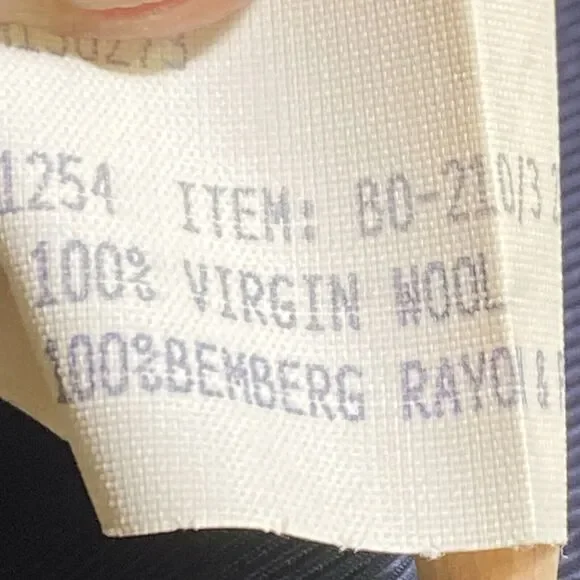 1254 ITEM: BO-210/3
100% VIRGIN WOOL
100%BEMBERG RAYON &